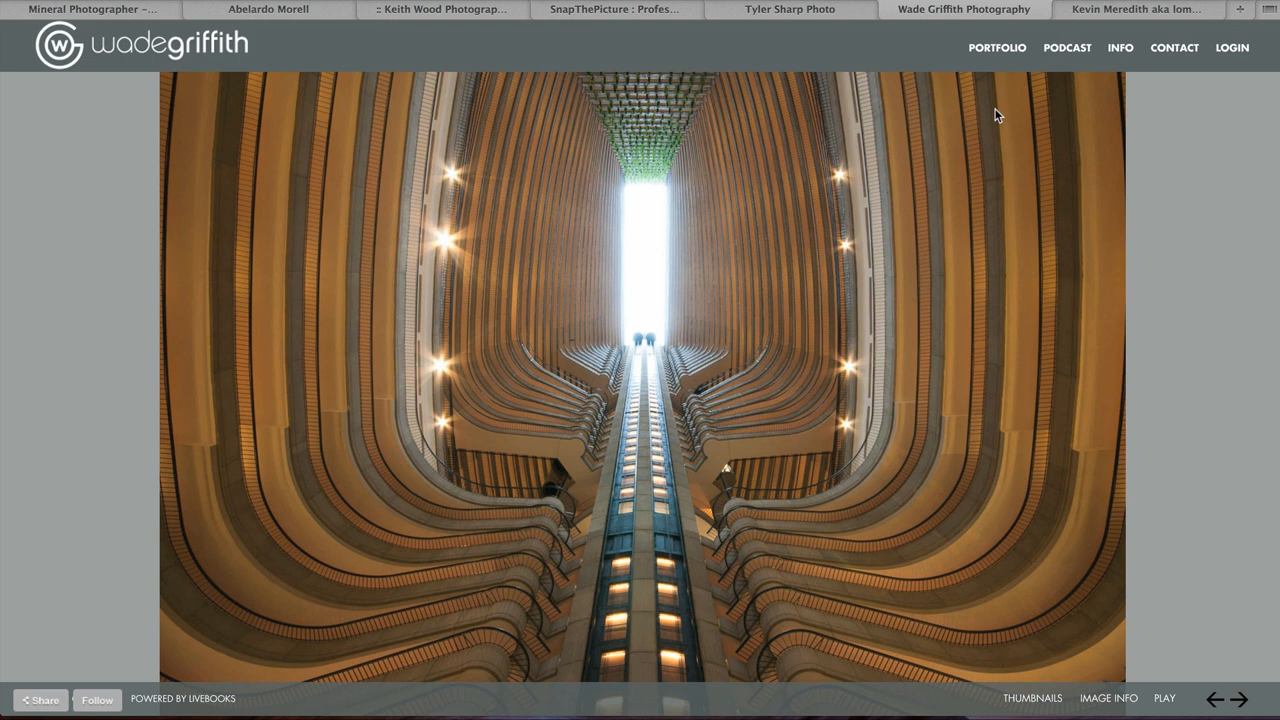 Mineral Photographer -... Abelardo Morell :: Keith Wood Photograp... SnapThePicture : Profes... Tyler Sharp Photo Wade Griffith Photography Kevin Meredith aka lom... +
GW wadegriffith PORTFOLIO PODCAST INFO CONTACT LOGIN
Share Follow POWERED BY LIVEBOOKS THUMBNAILS IMAGE INFO PLAY